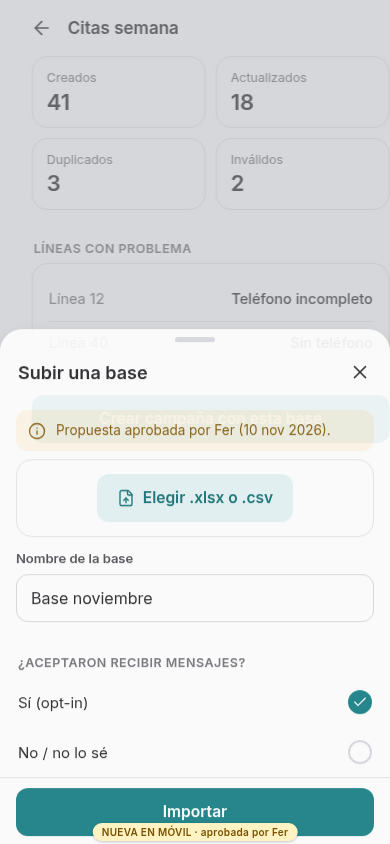 Citas semana
Creados
Actualizados
41
18
Duplicados
Inválidos
3
2
LÍNEAS CON PROBLEMA
Línea 12
Teléfono incompleto
Línea 40
Sin teléfono
Subir una base
Crear campaña con esta base
Propuesta aprobada por Fer (10 nov 2026).
Elegir .xlsx o .csv
Nombre de la base
Base noviembre
¿ACEPTARON RECIBIR MENSAJES?
Sí (opt-in)
No / no lo sé
Importar
NUEVA EN MÓVIL · aprobada por Fer